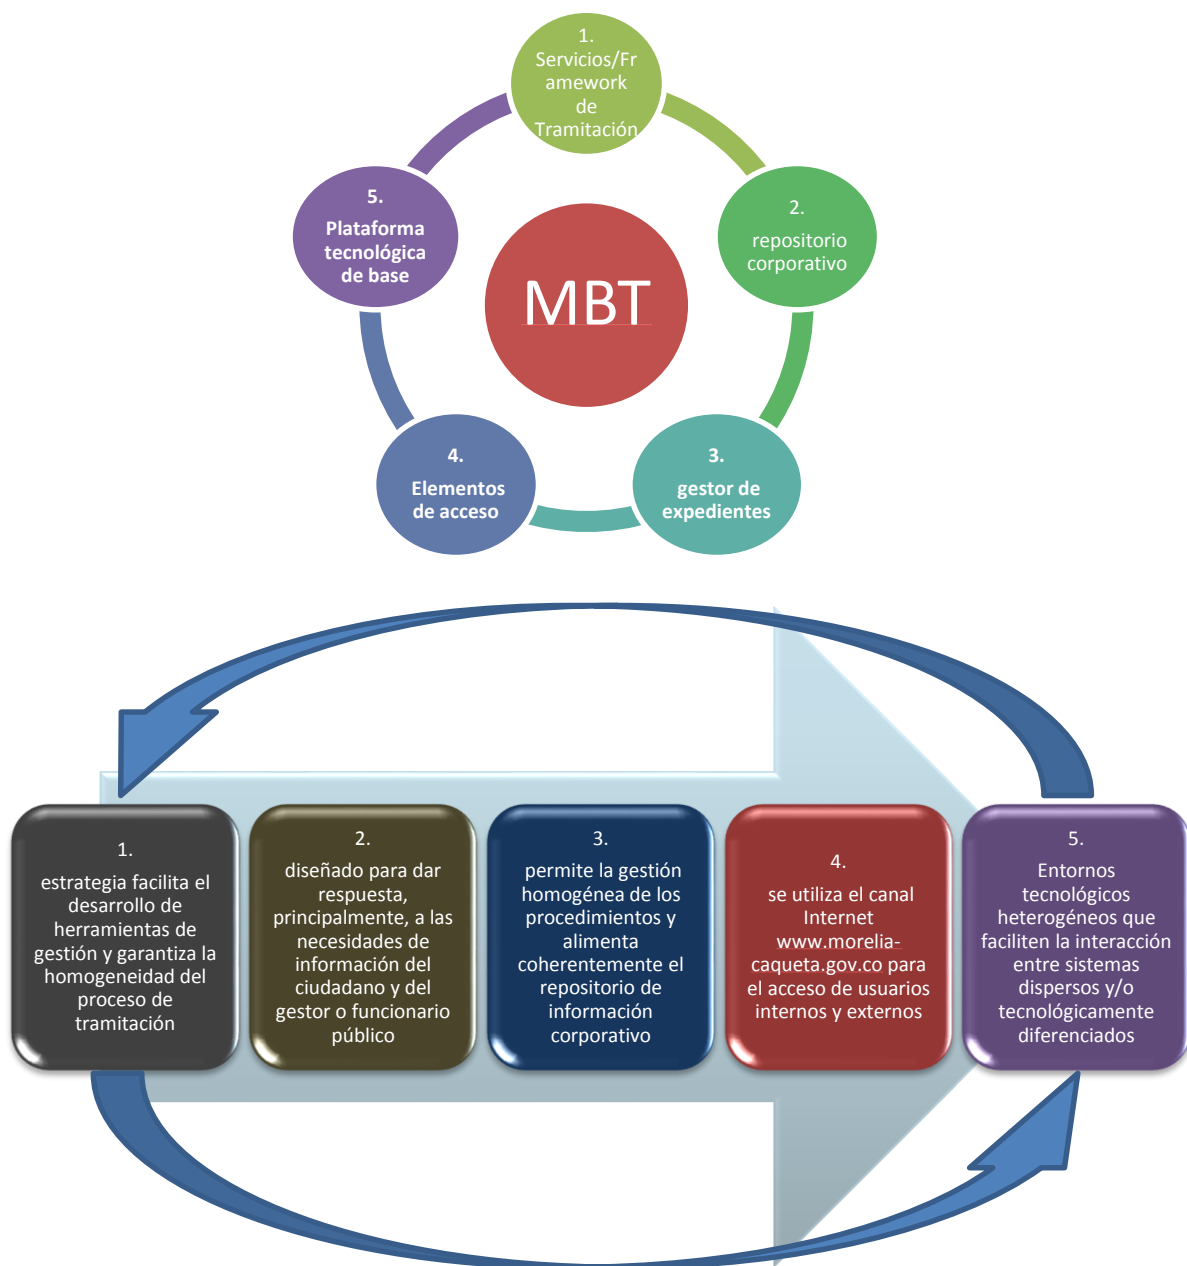 1.
Servicios/Fr
amework
de
Tramitación
2.
repositorio
corporativo
3.
gestor de
expedientes
4.
Elementos
de acceso
5.
Plataforma
tecnológica
de base
MBT
1.
estrategia facilita el
desarrollo de
herramientas de
gestión y garantiza la
homogeneidad del
proceso de
tramitación
2.
diseñado para dar
respuesta,
principalmente, a las
necesidades de
información del
ciudadano y del
gestor o funcionario
público
3.
permite la gestión
homogénea de los
procedimientos y
alimenta
coherentemente el
repositorio de
información
corporativo
4.
se utiliza el canal
Internet
www.morelia-
caqueta.gov.co para
el acceso de usuarios
internos y externos
5.
Entornos
tecnológicos
heterogéneos que
faciliten la interacción
entre sistemas
dispersos y/o
tecnológicamente
diferenciados